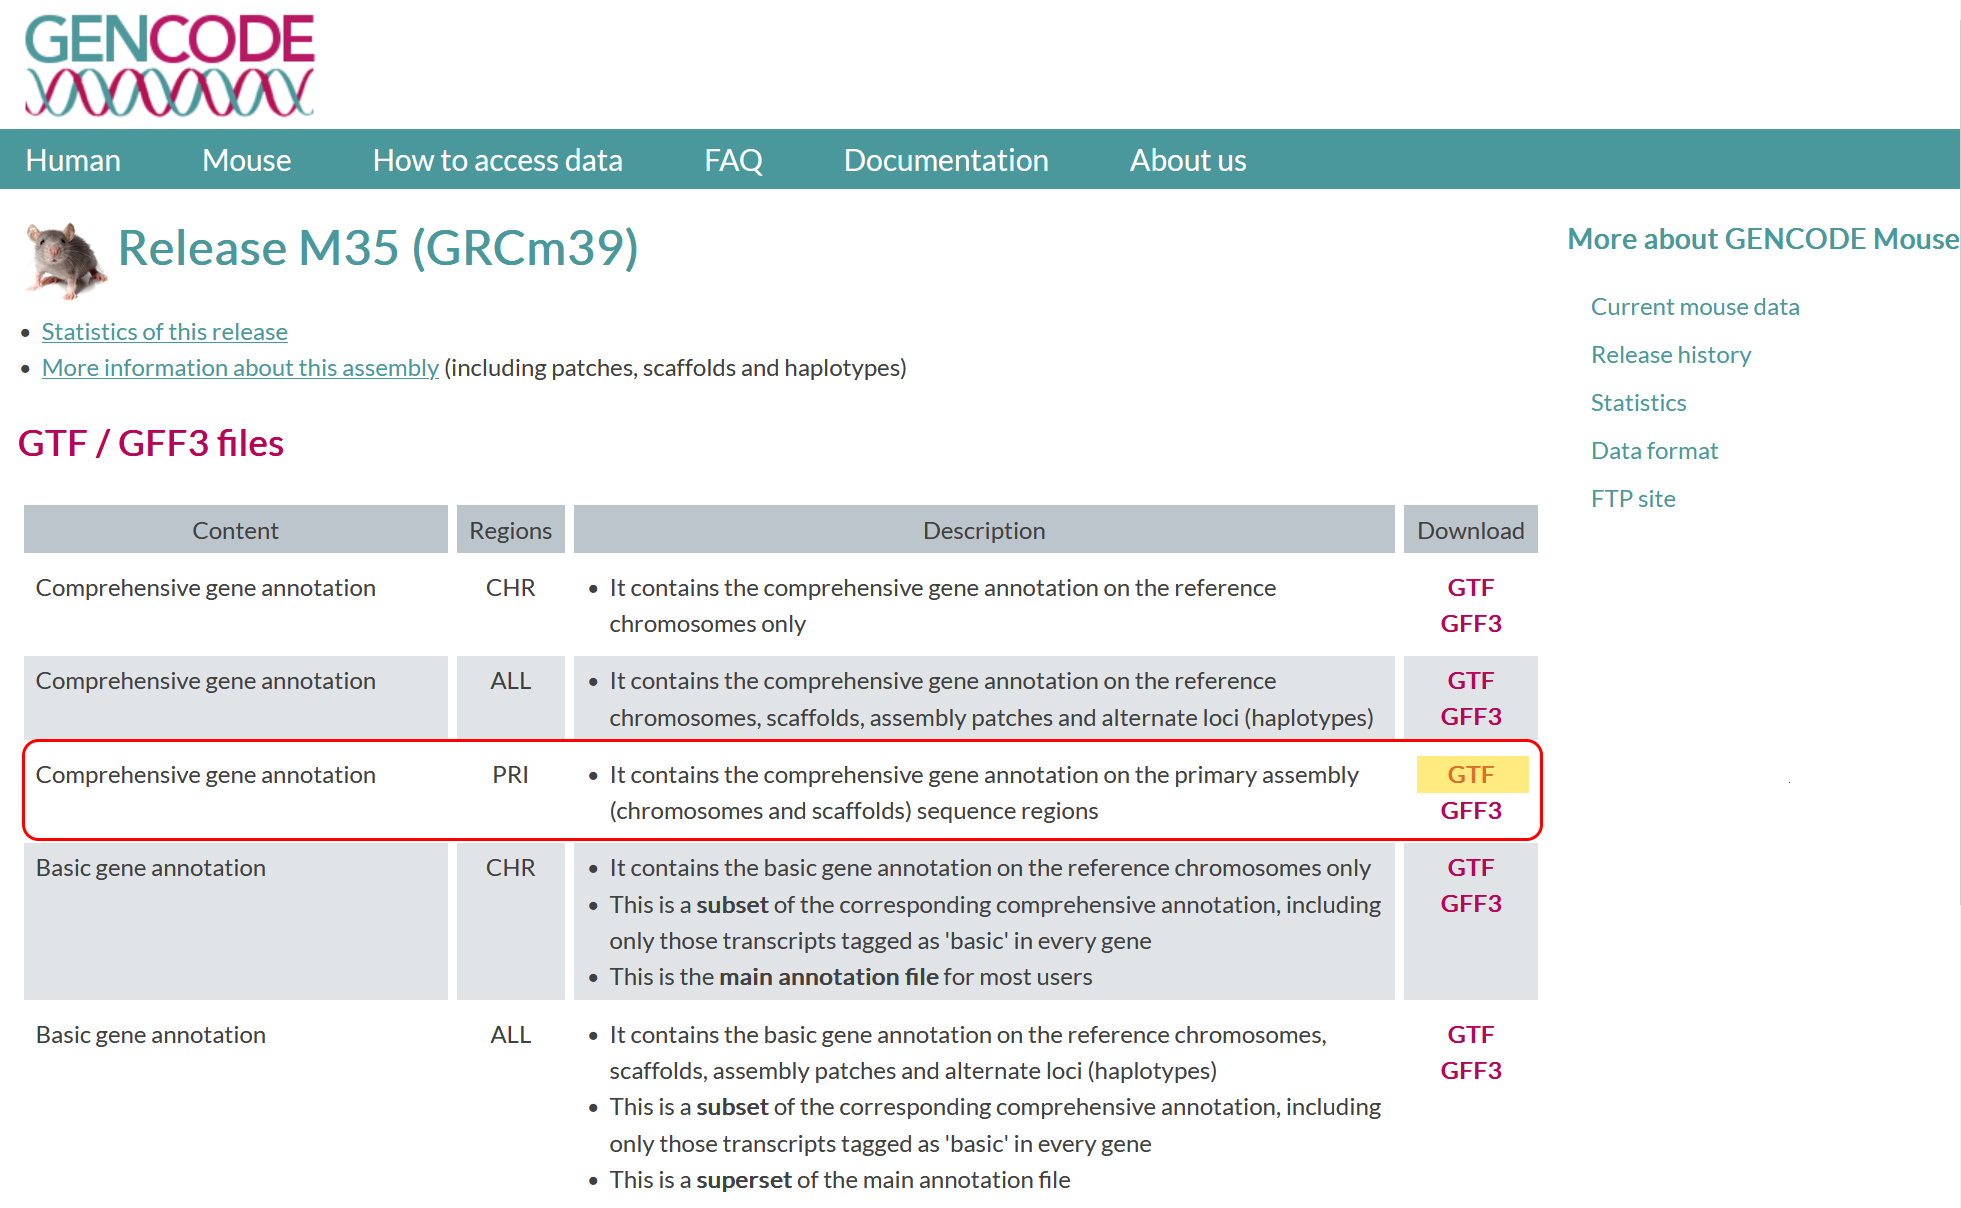 GENCODE
Human Mouse How to access data FAQ Documentation About us
Release M35 (GRCm39)
• Statistics of this release
• More information about this assembly (including patches, scaffolds and haplotypes)
GTF / GFF3 files
Content Regions Description Download
Comprehensive gene annotation CHR • It contains the comprehensive gene annotation on the reference GTF
chromosomes only GFF3
Comprehensive gene annotation ALL • It contains the comprehensive gene annotation on the reference GTF
chromosomes, scaffolds, assembly patches and alternate loci (haplotypes) GFF3
Comprehensive gene annotation PRI • It contains the comprehensive gene annotation on the primary assembly GTF
(chromosomes and scaffolds) sequence regions GFF3
Basic gene annotation CHR • It contains the basic gene annotation on the reference chromosomes only GTF
• This is a subset of the corresponding comprehensive annotation, including GFF3
only those transcripts tagged as 'basic' in every gene
• This is the main annotation file for most users
Basic gene annotation ALL • It contains the basic gene annotation on the reference chromosomes, GTF
scaffolds, assembly patches and alternate loci (haplotypes) GFF3
• This is a subset of the corresponding comprehensive annotation, including
only those transcripts tagged as 'basic' in every gene
• This is a superset of the main annotation file
More about GENCODE Mouse
Current mouse data
Release history
Statistics
Data format
FTP site